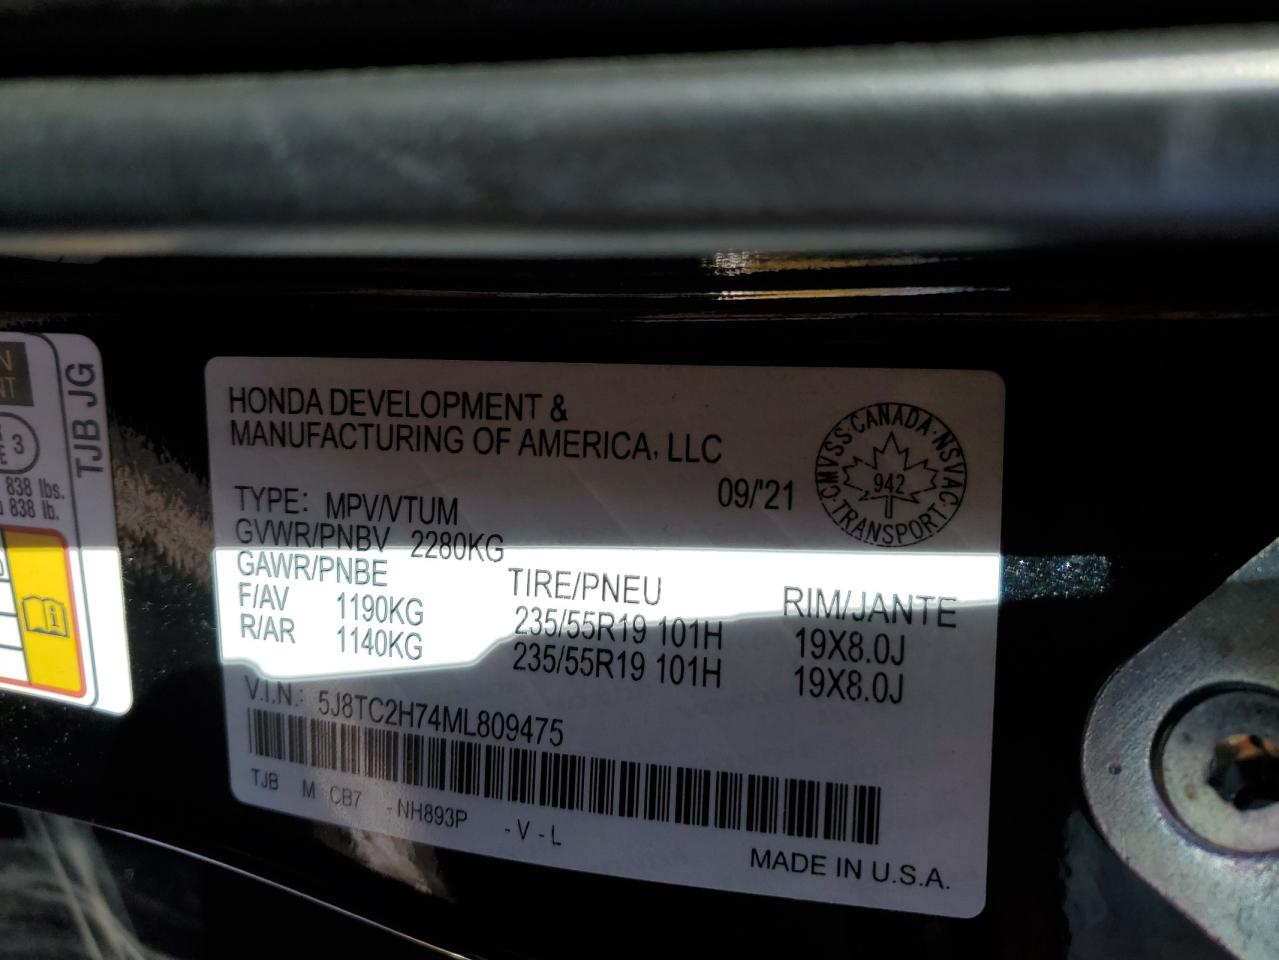 N
NT
3
E
838 lbs.
838 lb.
TJB JG
HONDA DEVELOPMENT &
MANUFACTURING OF AMERICA, LLC
09/'21
CMVSS·CANADA·NSVAC
942
·TRANSPORT·
TYPE: MPV/VTUM
GVWR/PNBV 2280KG
GAWR/PNBE TIRE/PNEU RIM/JANTE
F/AV 1190KG 235/55R19 101H 19X8.0J
R/AR 1140KG 235/55R19 101H 19X8.0J
V.I.N.: 5J8TC2H74ML809475
TJB M CB7 -NH893P -V-L
MADE IN U.S.A.